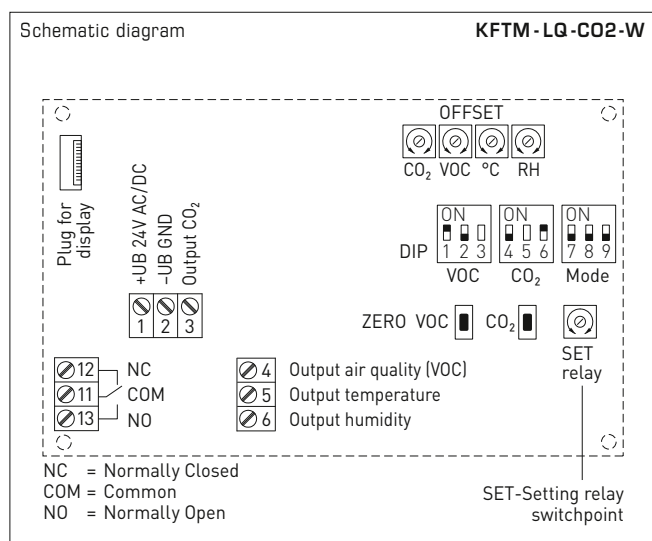 Schematic diagram
KFTM-LQ-CO2-W
OFFSET
CO₂ VOC °C RH
Plug for
display
+UB 24V AC/DC
–UB GND
Output CO₂
1 2 3
DIP
ON ON ON
1 2 3 4 5 6 7 8 9
VOC CO₂ Mode
ZERO VOC CO₂
SET
relay
12 NC
11 COM
13 NO
4 Output air quality (VOC)
5 Output temperature
6 Output humidity
NC = Normally Closed
COM = Common
NO = Normally Open
SET-Setting relay
switchpoint